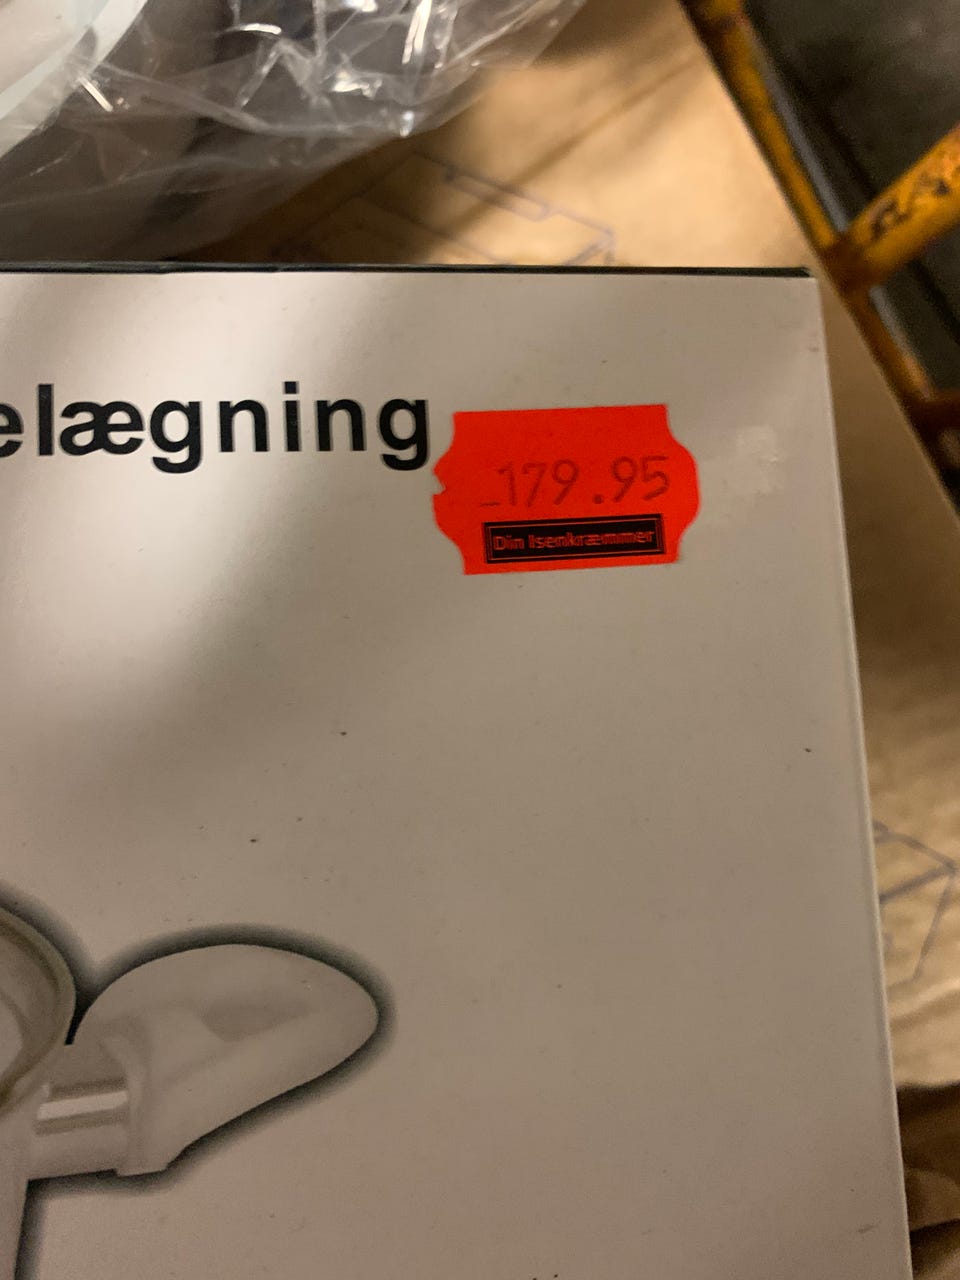 elægning
179.95
Din Isenkræmmer